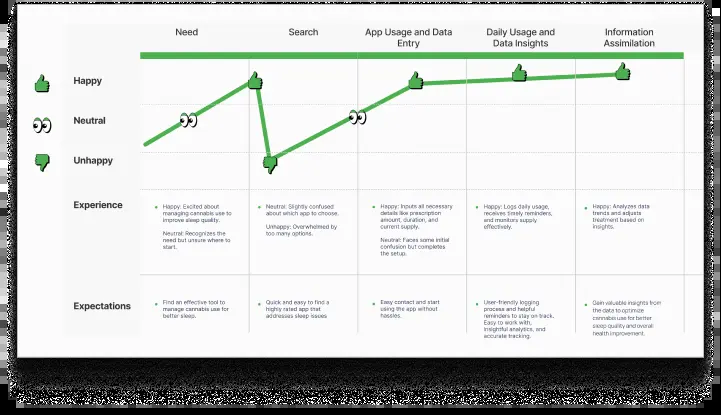 Need
Search
App Usage and Data
Entry
Daily Usage and
Data Insights
Information
Assimilation
Happy
Neutral
Unhappy
Experience
Happy: Excited about
managing cannabis use to
improve sleep quality.
Neutral: Recognizes the
need but unsure where to
start.
Neutral: Slightly confused
about which app to choose.
Unhappy: Overwhelmed by
too many options.
Happy: Inputs all necessary
details like prescription
amount, duration, and
current supply.
Neutral: Faces some initial
confusion but completes
the setup.
Happy: Logs daily usage,
receives timely reminders,
and monitors supply
effectively.
Happy: Analyzes data
trends and adjusts
treatment based on
insights.
Expectations
Find an effective tool to
manage cannabis use for
better sleep.
Quick and easy to find a
highly rated app that
addresses sleep issues
Easy contact and start
using the app without
hassles.
User-friendly logging
process and helpful
reminders to stay on track.
Easy to work with,
insightful analytics, and
accurate tracking.
Gain valuable insights from
the data to optimize
cannabis use for better
sleep quality and overall
health improvement.